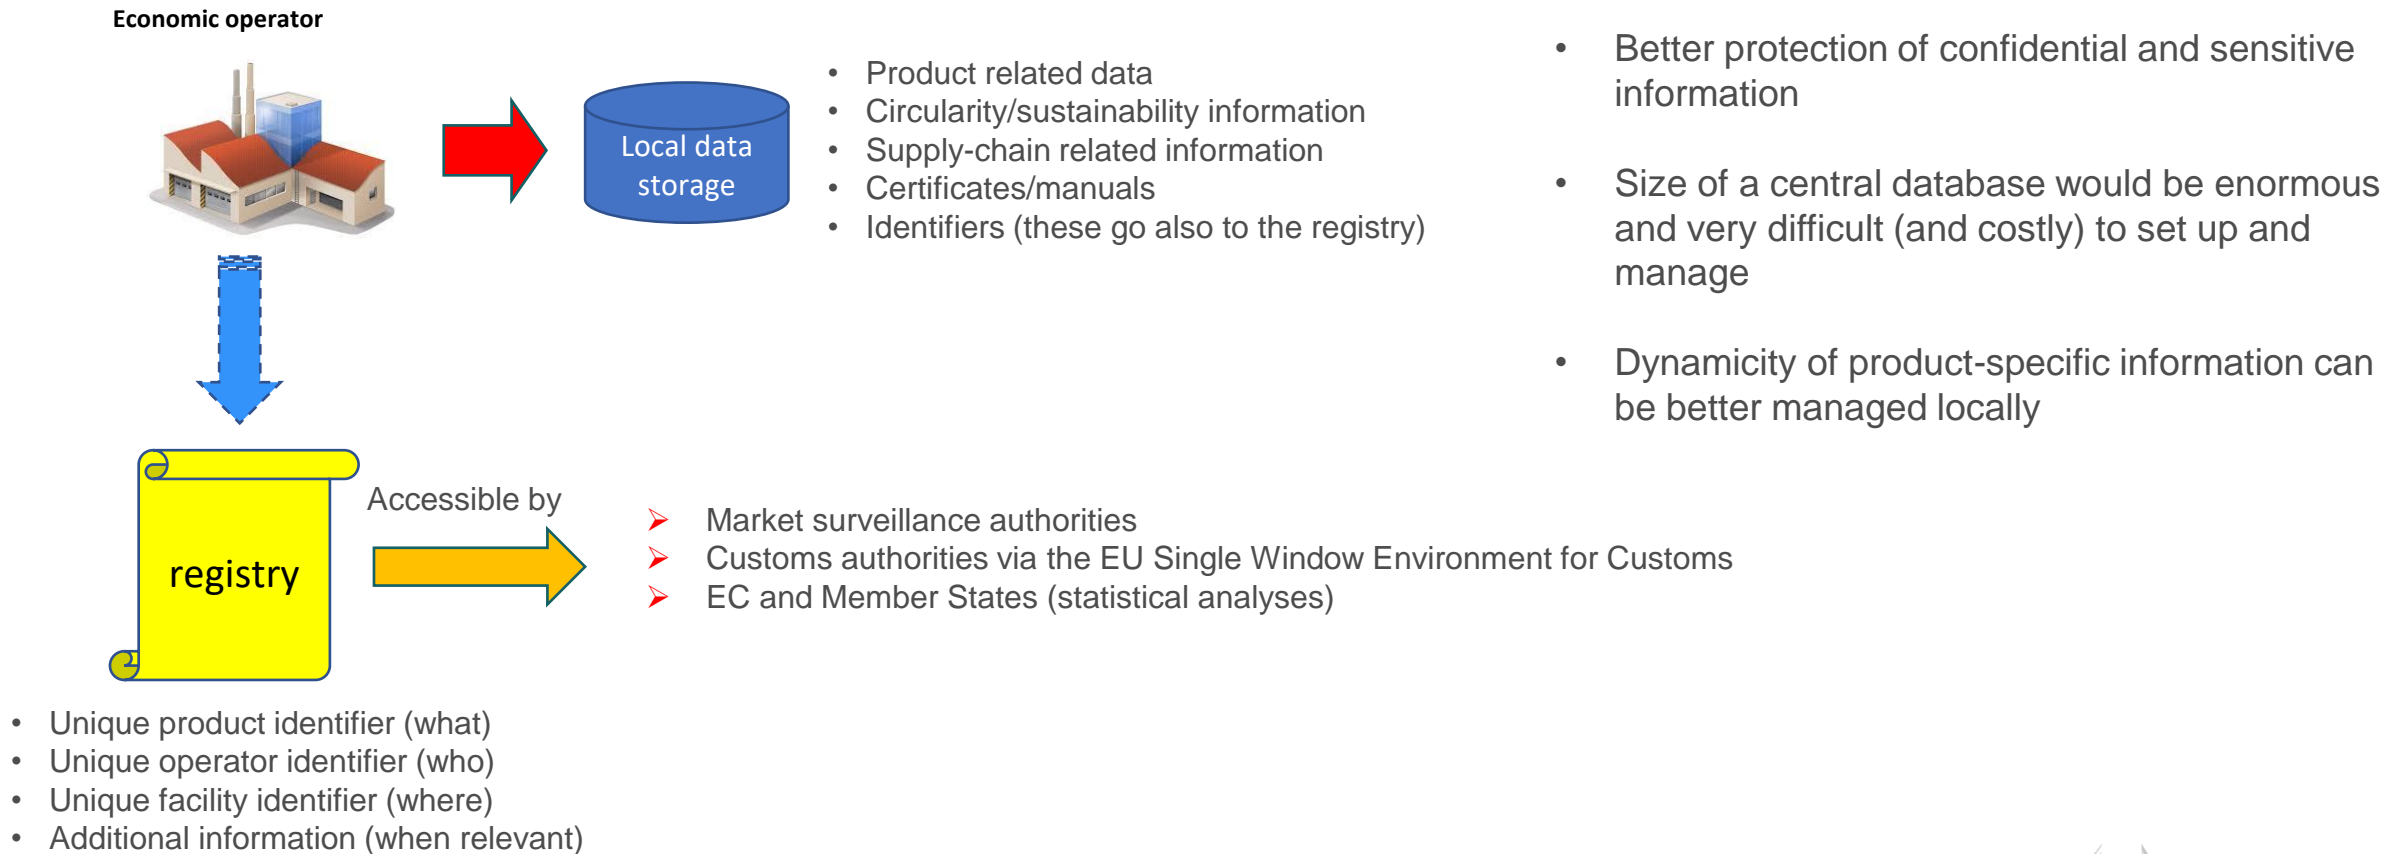 Economic operator
Local data
storage
• Product related data
• Circularity/sustainability information
• Supply-chain related information
• Certificates/manuals
• Identifiers (these go also to the registry)
• Better protection of confidential and sensitive
information
• Size of a central database would be enormous
and very difficult (and costly) to set up and
manage
• Dynamicity of product-specific information can
be better managed locally
registry
Accessible by
➢ Market surveillance authorities
➢ Customs authorities via the EU Single Window Environment for Customs
➢ EC and Member States (statistical analyses)
• Unique product identifier (what)
• Unique operator identifier (who)
• Unique facility identifier (where)
• Additional information (when relevant)